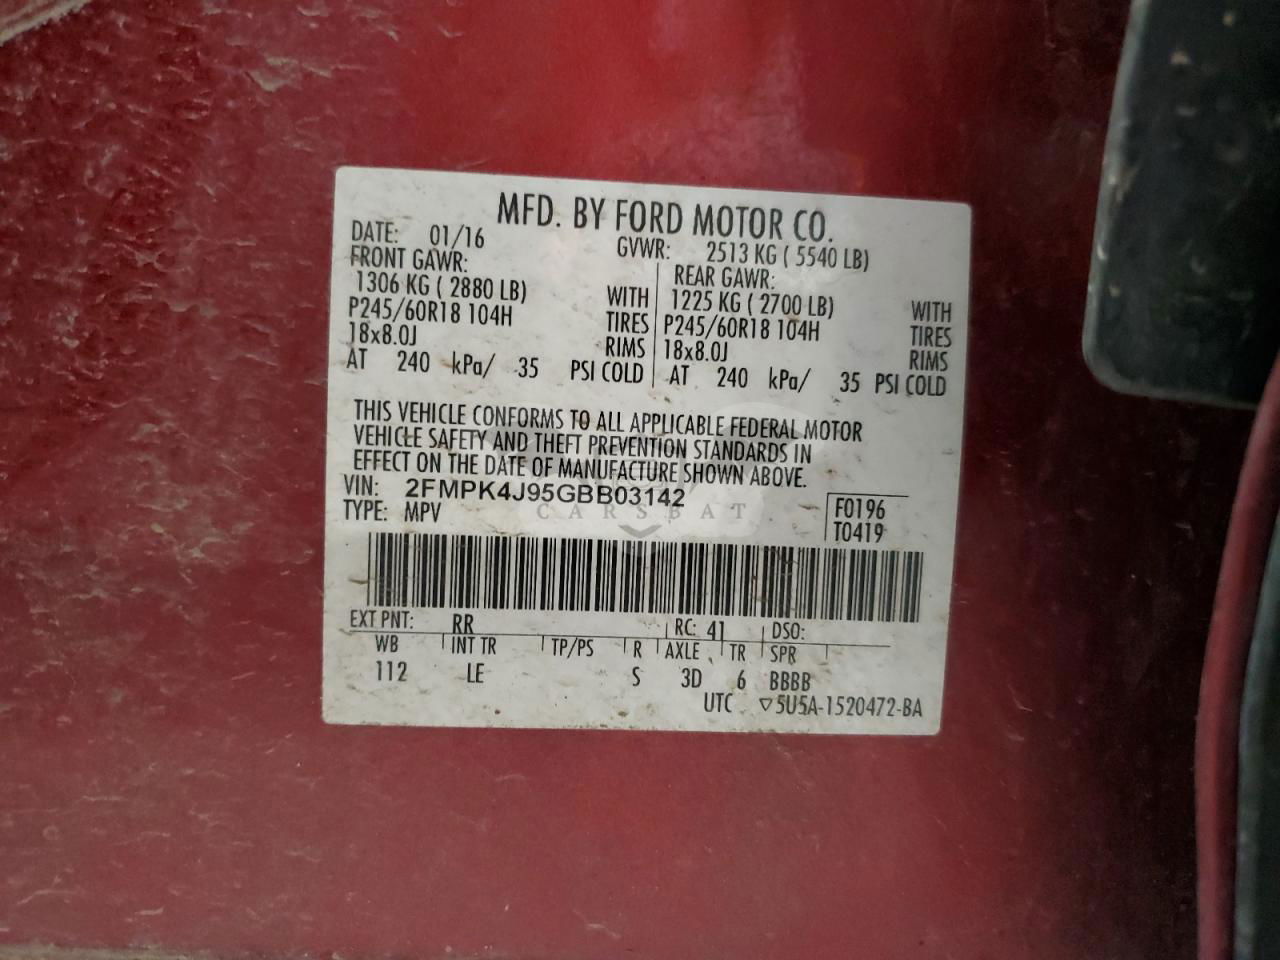 MFD. BY FORD MOTOR CO.
DATE: 01/16 GVWR: 2513 KG ( 5540 LB)
FRONT GAWR: REAR GAWR:
1306 KG ( 2880 LB) WITH 1225 KG ( 2700 LB) WITH
P245/60R18 104H TIRES P245/60R18 104H TIRES
18x8.0J RIMS 18x8.0J RIMS
AT 240 kPa/ 35 PSI COLD AT 240 kPa/ 35 PSI COLD
THIS VEHICLE CONFORMS TO ALL APPLICABLE FEDERAL MOTOR
VEHICLE SAFETY AND THEFT PREVENTION STANDARDS IN
EFFECT ON THE DATE OF MANUFACTURE SHOWN ABOVE.
VIN: 2FMPK4J95GBB03142
TYPE: MPV
F0196
T0419
CARSBAT
EXT PNT: RR RC: 41 DSO:
WB INT TR TP/PS R AXLE TR SPR
112 LE S 3D 6 BBBB
UTC ▽5U5A-1520472-BA